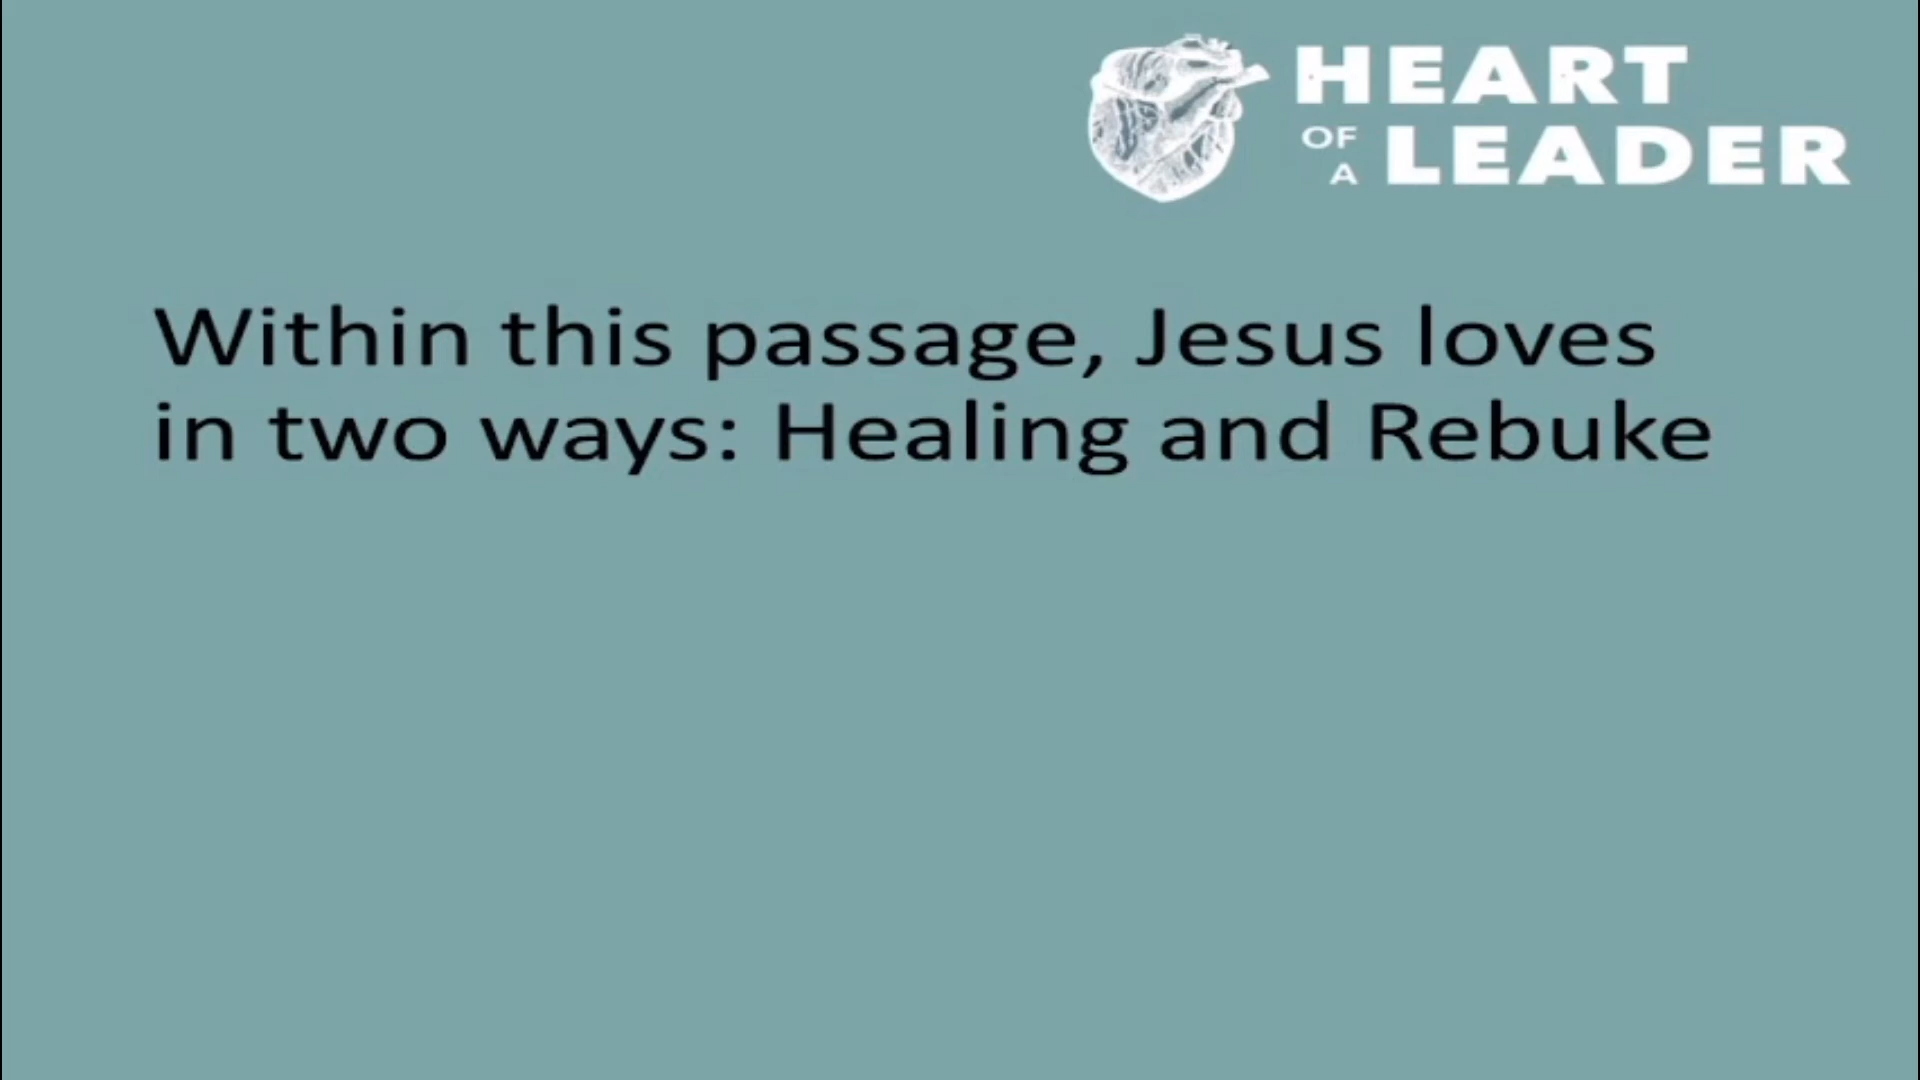 HEART
OF A LEADER
Within this passage, Jesus loves
in two ways: Healing and Rebuke